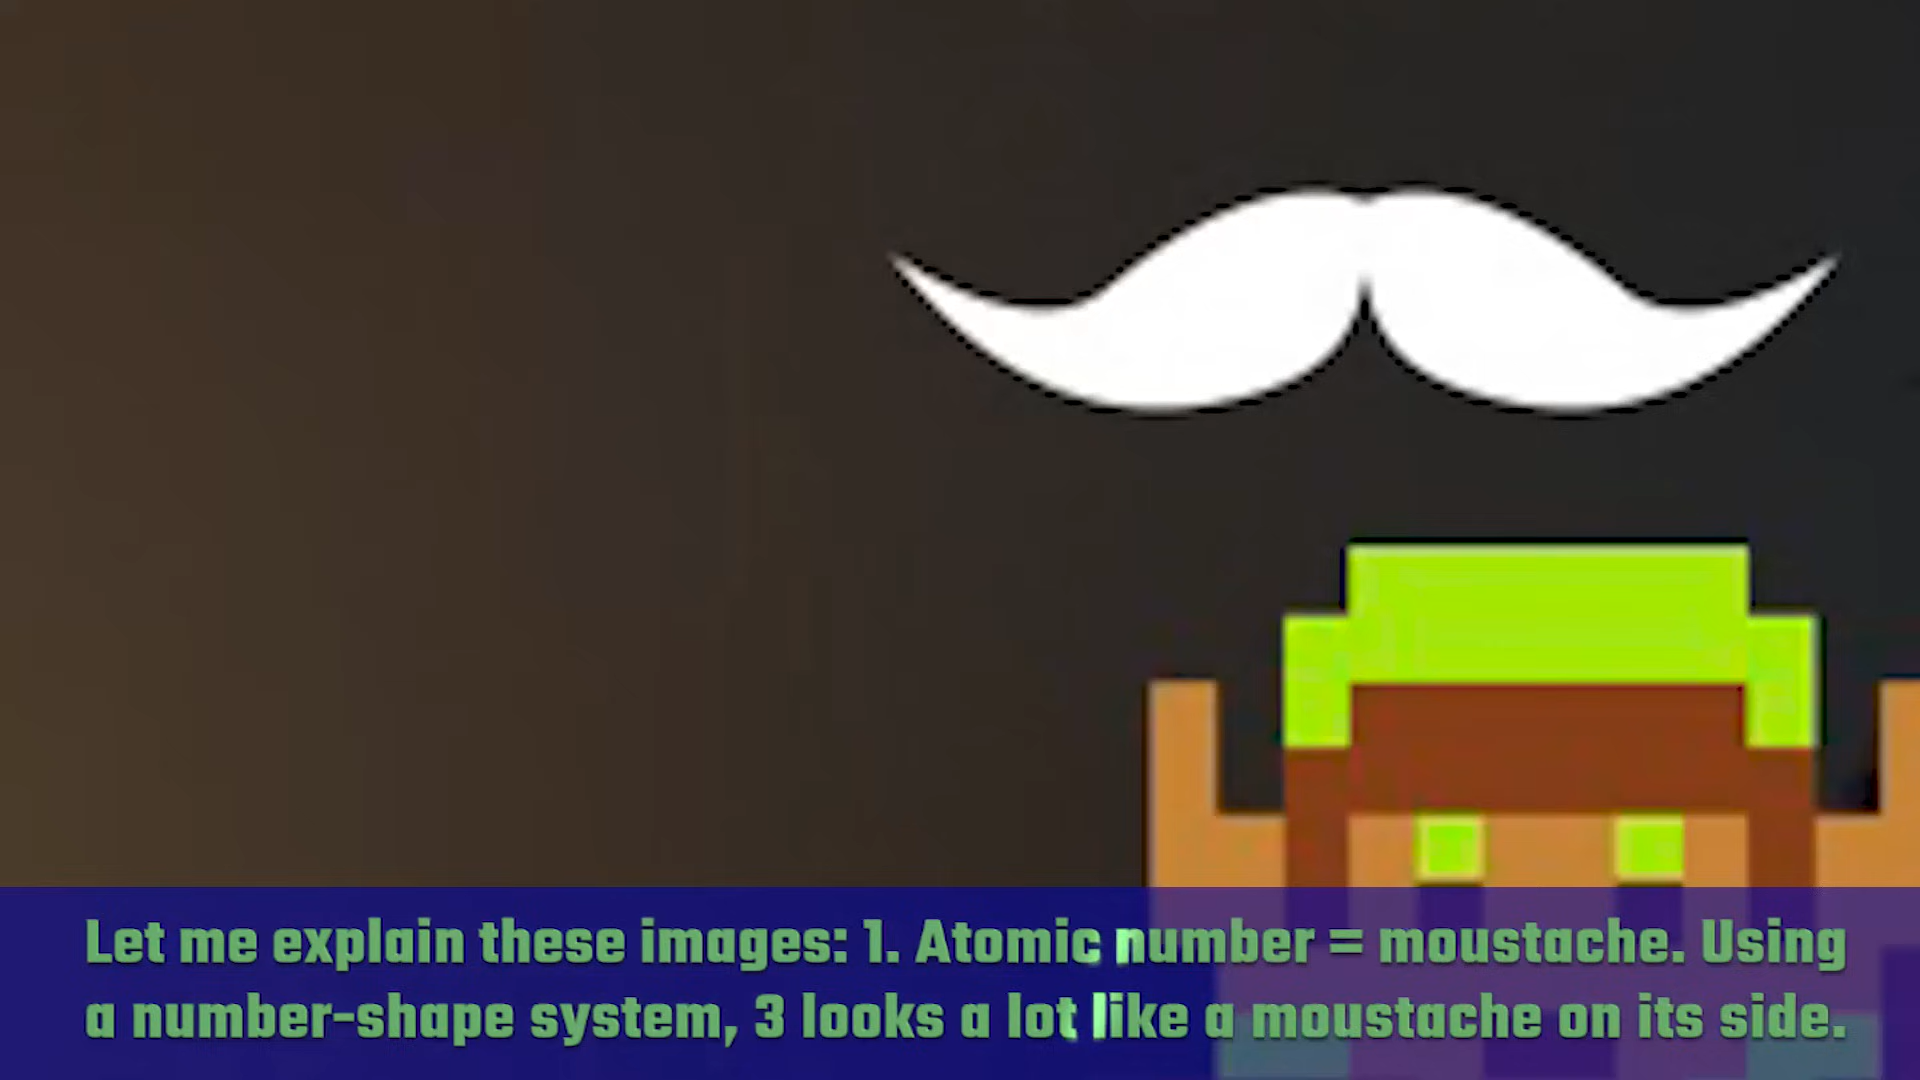 Let me explain these images: 1. Atomic number = moustache. Using
a number-shape system, 3 looks a lot like a moustache on its side.